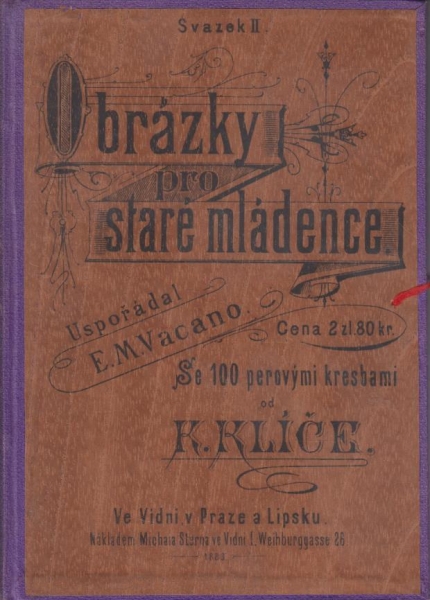 Svazek II.
Obrázky
pro
staré mládence.
Uspořádal
E.M.Vacano.
Cena 2 zl.80 kr.
Se 100 perovými kresbami
od
K.KLÍČE.
Ve Vídni v Praze a Lipsku.
Nákladem Michala Šturna ve Vídni I. Weihburggasse 26